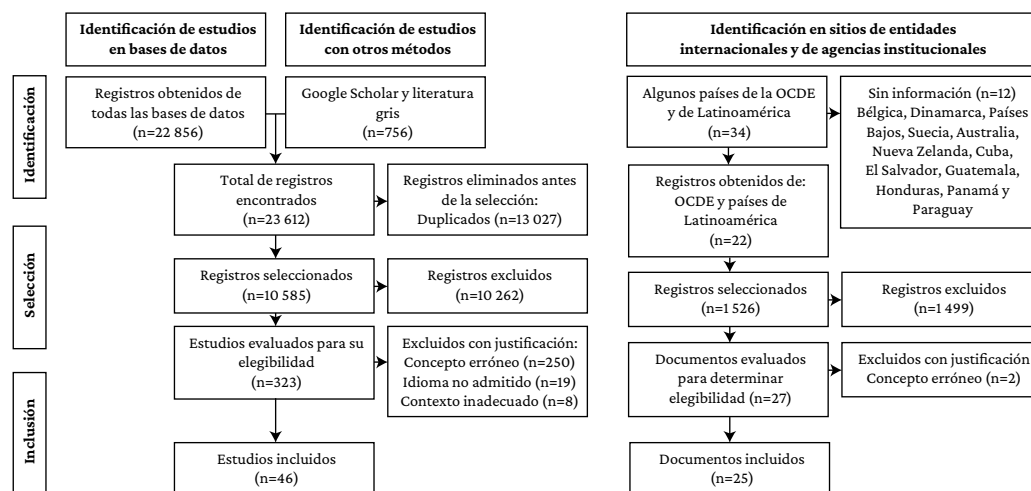 Identificación de estudios
en bases de datos
Identificación de estudios
con otros métodos
Identificación en sitios de entidades
internacionales y de agencias institucionales
Identificación
Registros obtenidos de
todas las bases de datos
(n=22 856)
Google Scholar y literatura
gris
(n=756)
Total de registros
encontrados
(n=23 612)
Registros eliminados antes
de la selección:
Duplicados (n=13 027)
Algunos países de la OCDE
y de Latinoamérica
(n=34)
Sin información (n=12)
Bélgica, Dinamarca, Países
Bajos, Suecia, Australia,
Nueva Zelanda, Cuba,
El Salvador, Guatemala,
Honduras, Panamá y
Paraguay
Registros obtenidos de:
OCDE y países de
Latinoamérica
(n=22)
Selección
Registros seleccionados
(n=10 585)
Registros excluidos
(n=10 262)
Estudios evaluados para su
elegibilidad
(n=323)
Excluidos con justificación:
Concepto erróneo (n=250)
Idioma no admitido (n=19)
Contexto inadecuado (n=8)
Registros seleccionados
(n=1 526)
Registros excluidos
(n=1 499)
Documentos evaluados
para determinar
elegibilidad (n=27)
Excluidos con justificación:
Concepto erróneo (n=2)
Inclusión
Estudios incluidos
(n=46)
Documentos incluidos
(n=25)